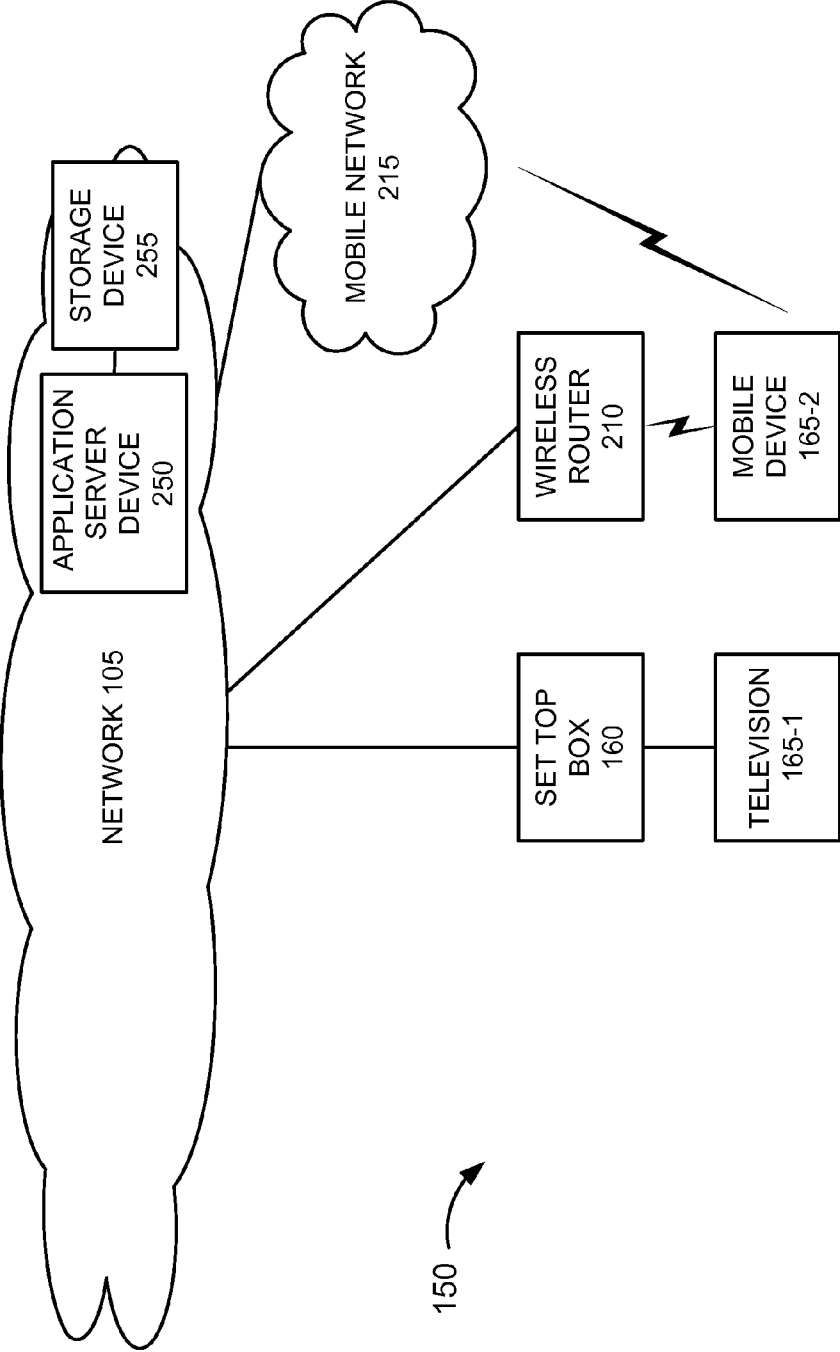 NETWORK 105
APPLICATION
SERVER
DEVICE
250
STORAGE
DEVICE
255
MOBILE NETWORK
215
SET TOP
BOX
160
WIRELESS
ROUTER
210
TELEVISION
165-1
MOBILE
DEVICE
165-2
150